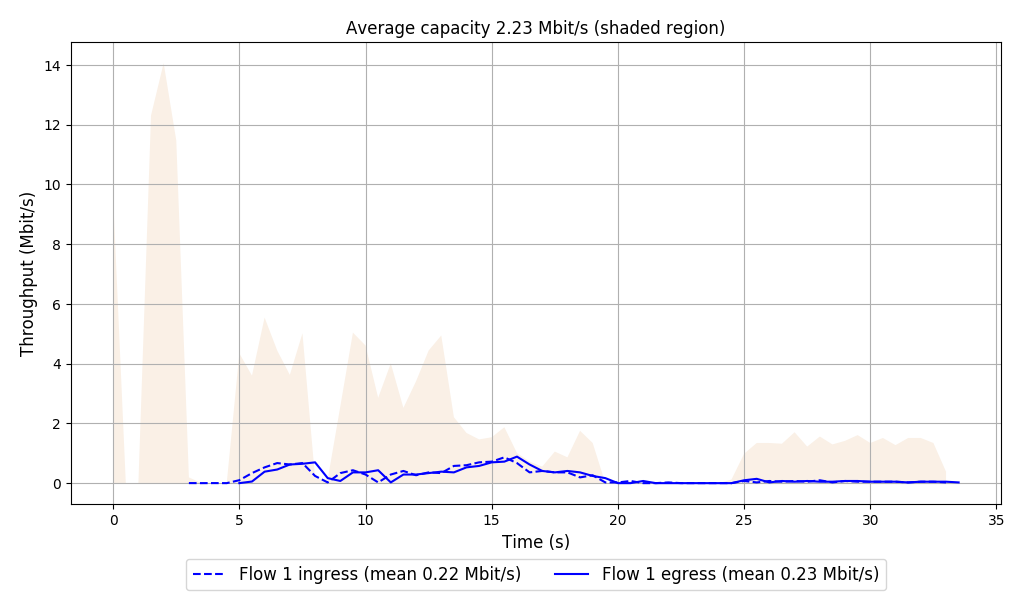 Average capacity 2.23 Mbit/s (shaded region)
Throughput (Mbit/s)
14
12
10
8
6
4
2
0
0 5 10 15 20 25 30 35
Time (s)
Flow 1 ingress (mean 0.22 Mbit/s) Flow 1 egress (mean 0.23 Mbit/s)